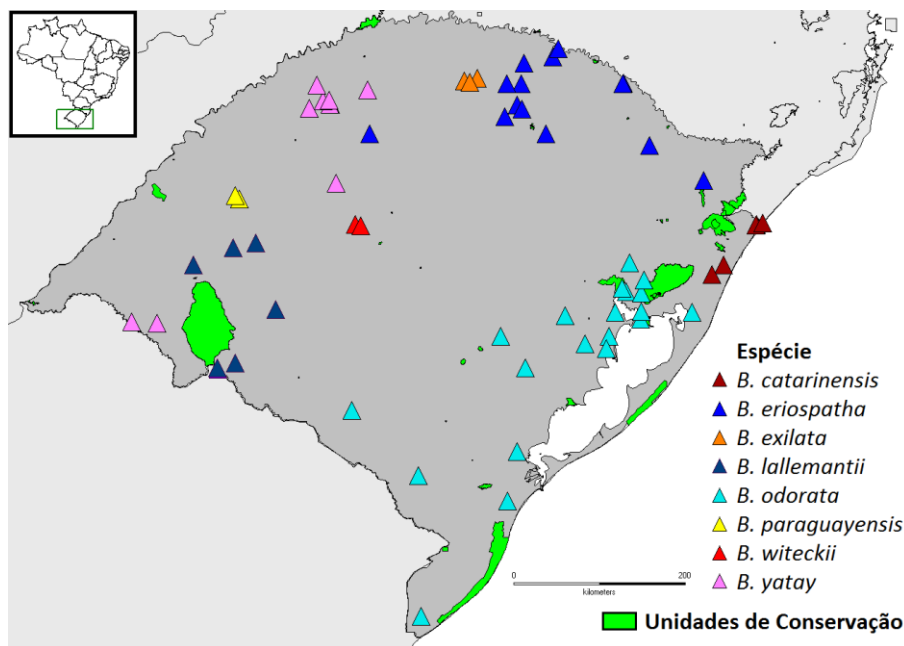 Espécie
B. catarinensis
B. eriospatha
B. exilata
B. lallemantii
B. odorata
B. paraguayensis
B. witeckii
B. yatay
0 200
kilometers
Unidades de Conservação